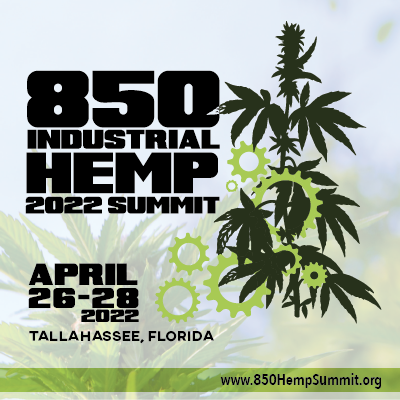 850
INDUSTRIAL
HEMP
2022 SUMMIT
APRIL
26-28
2022
TALLAHASSEE, FLORIDA
www.850HempSummit.org